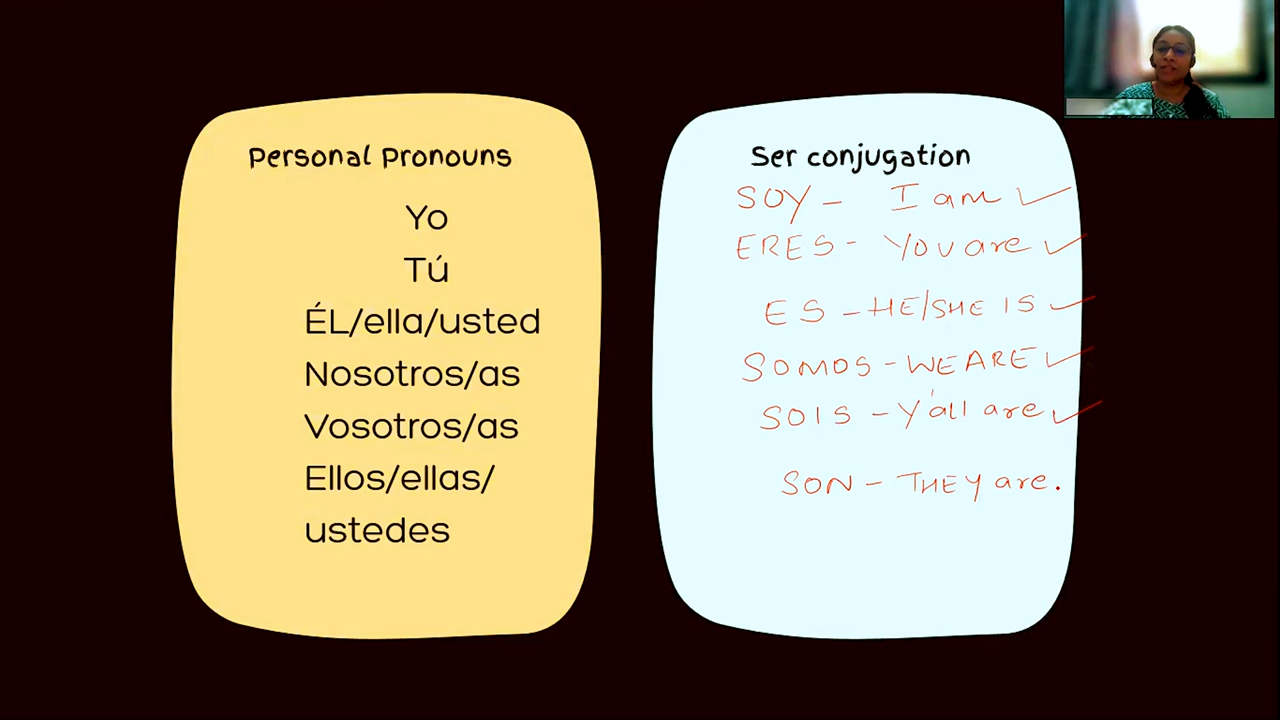 Personal Pronouns
Yo
Tú
ÉL/ella/usted
Nosotros/as
Vosotros/as
Ellos/ellas/
ustedes
Ser conjugation
SOY - I am
ERES - You are
ES - HE/SHE IS
SOMOS - WE ARE
SOIS - Y'all are
SON - THEY are.